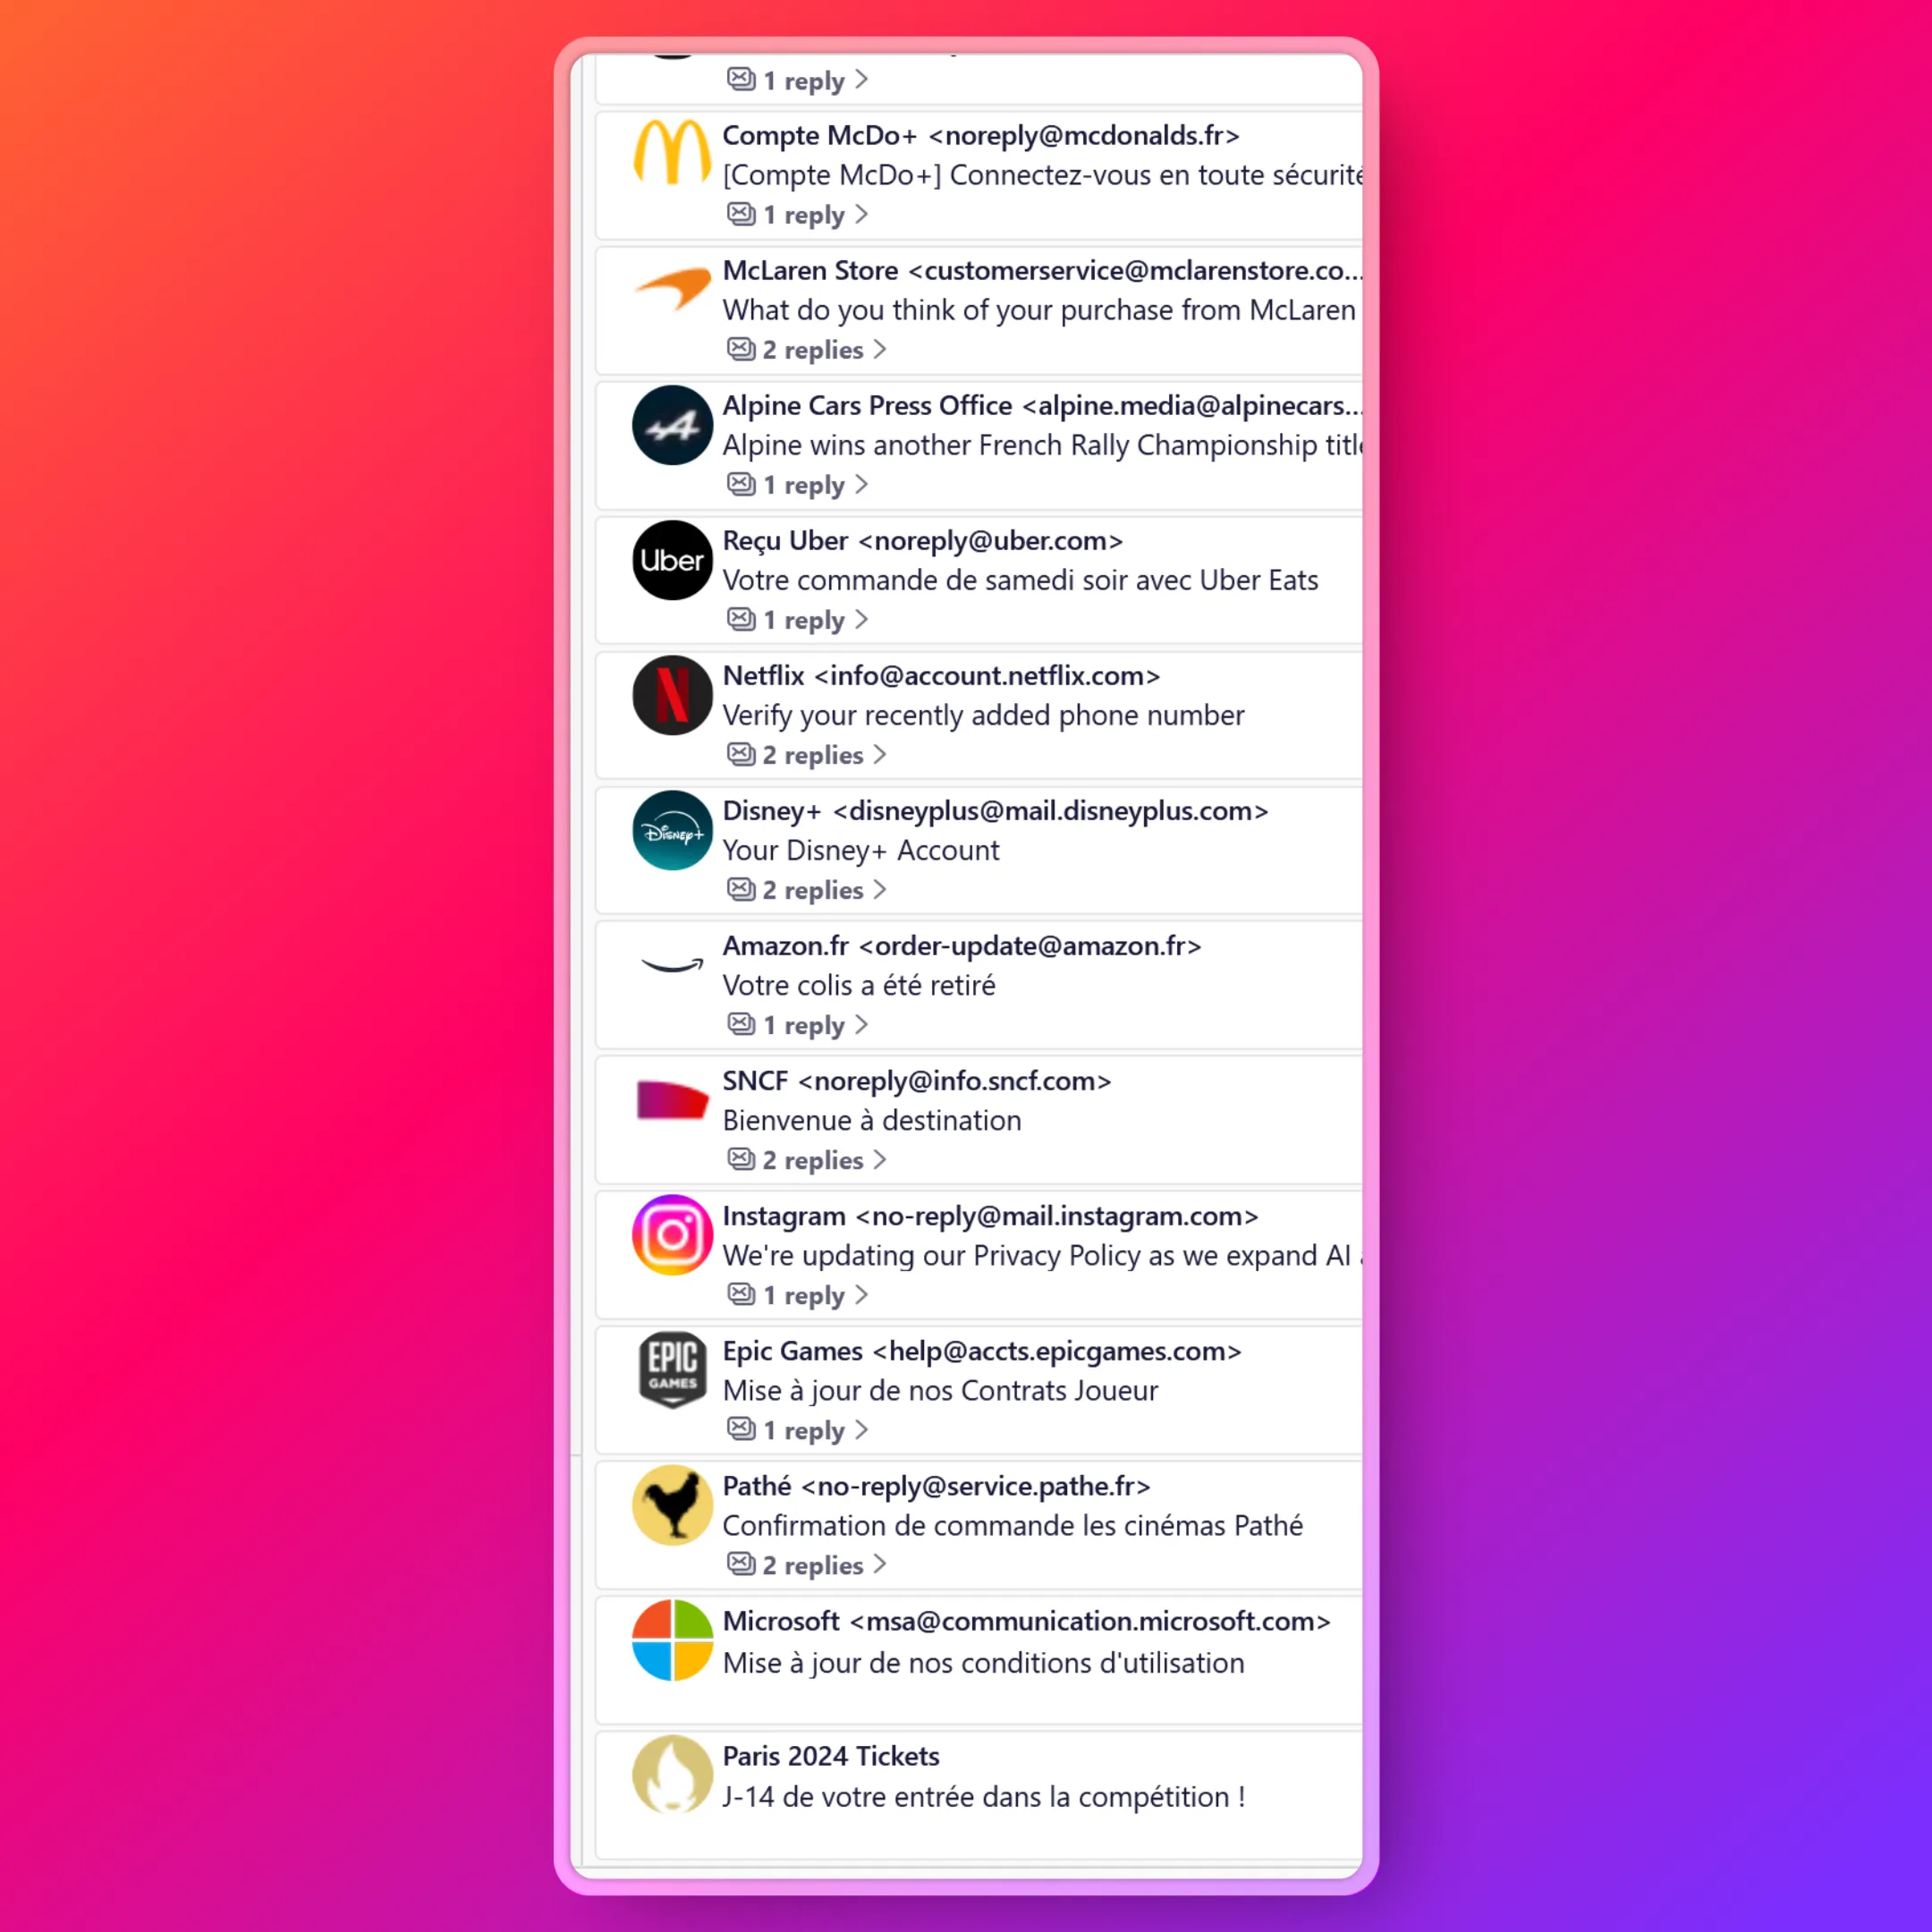 1 reply
Compte McDo+ <noreply@mcdonalds.fr>
[Compte McDo+] Connectez-vous en toute sécurité
1 reply
McLaren Store <customerservice@mclarenstore.co...
What do you think of your purchase from McLaren
2 replies
Alpine Cars Press Office <alpine.media@alpinecars...
Alpine wins another French Rally Championship title
1 reply
Uber
Reçu Uber <noreply@uber.com>
Votre commande de samedi soir avec Uber Eats
1 reply
Netflix <info@account.netflix.com>
Verify your recently added phone number
2 replies
Disney+
Disney+ <disneyplus@mail.disneyplus.com>
Your Disney+ Account
2 replies
Amazon.fr <order-update@amazon.fr>
Votre colis a été retiré
1 reply
SNCF <noreply@info.sncf.com>
Bienvenue à destination
2 replies
Instagram <no-reply@mail.instagram.com>
We're updating our Privacy Policy as we expand AI
1 reply
EPIC
GAMES
Epic Games <help@accts.epicgames.com>
Mise à jour de nos Contrats Joueur
1 reply
Pathé <no-reply@service.pathe.fr>
Confirmation de commande les cinémas Pathé
2 replies
Microsoft <msa@communication.microsoft.com>
Mise à jour de nos conditions d'utilisation
Paris 2024 Tickets
J-14 de votre entrée dans la compétition !